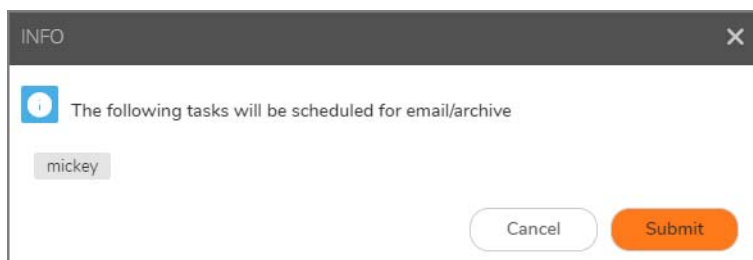 INFO
The following tasks will be scheduled for email/archive
mickey
Cancel Submit